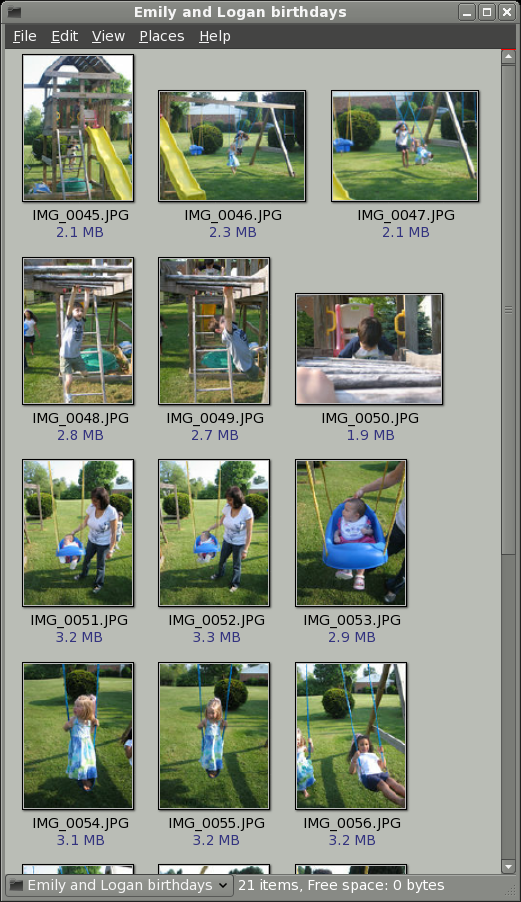 Emily and Logan birthdays
File Edit View Places Help
IMG_0045.JPG IMG_0046.JPG IMG_0047.JPG
2.1 MB 2.3 MB 2.1 MB
IMG_0048.JPG IMG_0049.JPG IMG_0050.JPG
2.8 MB 2.7 MB 1.9 MB
IMG_0051.JPG IMG_0052.JPG IMG_0053.JPG
3.2 MB 3.3 MB 2.9 MB
IMG_0054.JPG IMG_0055.JPG IMG_0056.JPG
3.1 MB 3.2 MB 3.2 MB
Emily and Logan birthdays 21 items, Free space: 0 bytes